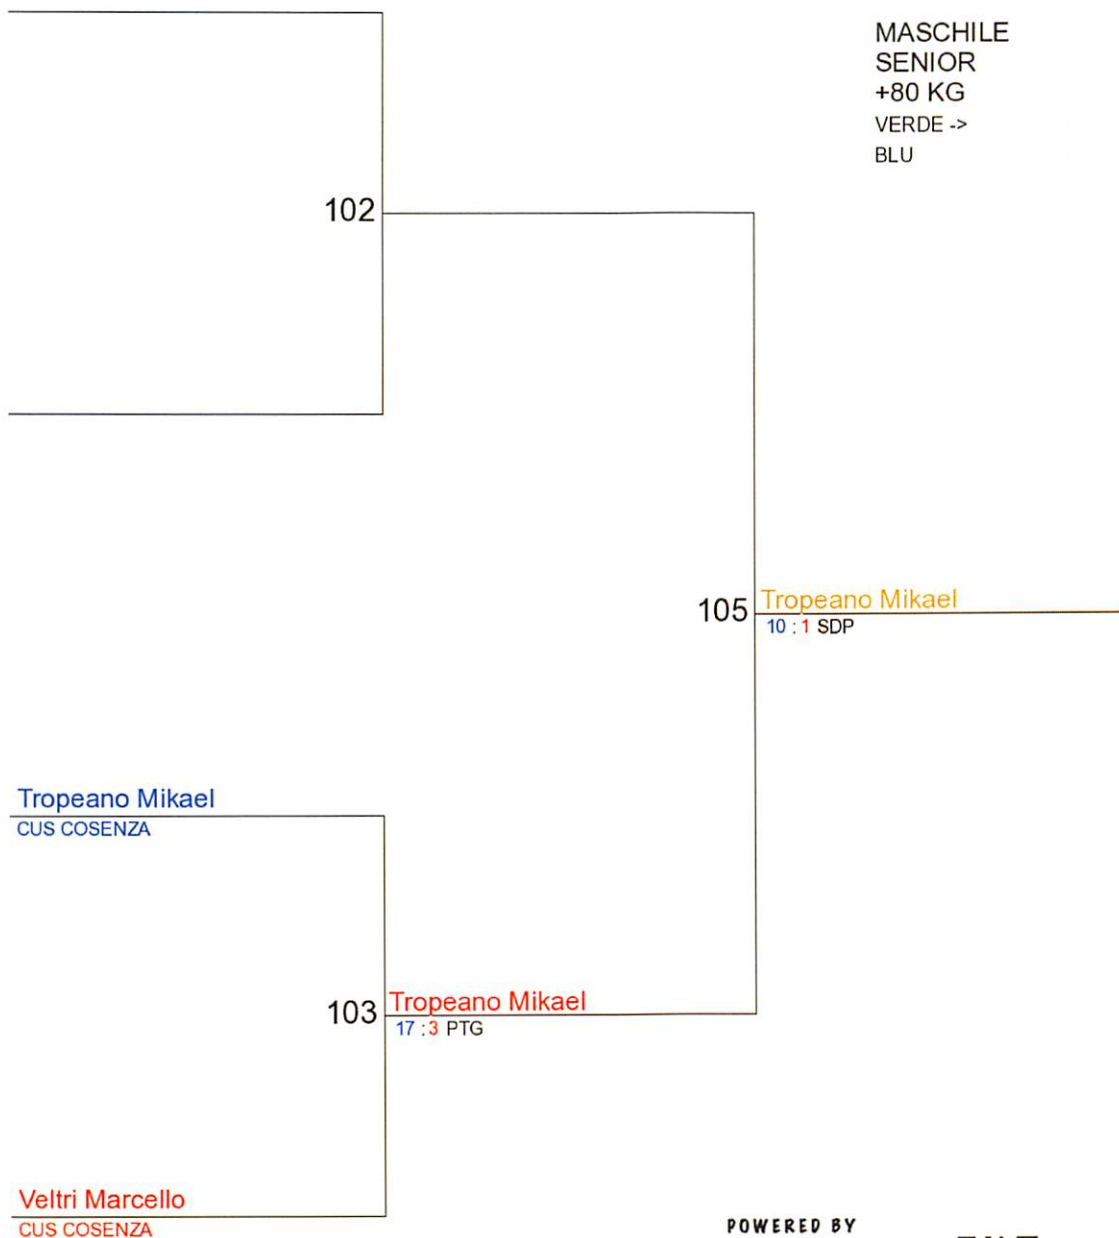 MASCHILE
SENIOR
+80 KG
VERDE ->
BLU
102
105
Tropeano Mikael
10 : 1 SDP
Tropeano Mikael
CUS COSENZA
103
Tropeano Mikael
17 : 3 PTG
Veltri Marcello
CUS COSENZA
POWERED BY